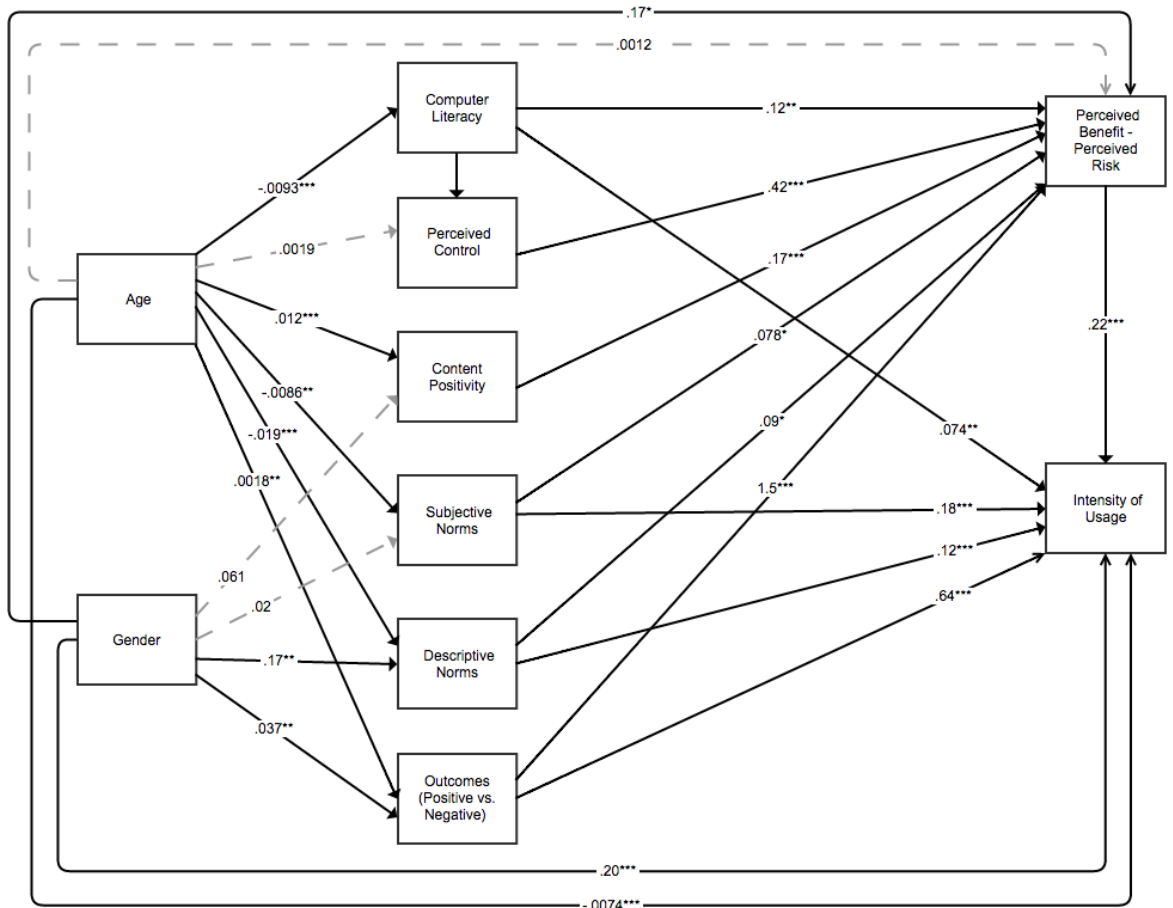 .17*
.0012
Computer
Literacy
.12**
Perceived
Benefit -
Perceived
Risk
-.0093***
.42***
Perceived
Control
.0019
.17***
Age
.012***
.22***
.078*
Content
Positivity
-.0086**
.09*
-.019***
.074**
.0018**
1.5***
Subjective
Norms
.18***
Intensity of
Usage
.12***
.061
.02
.64***
Gender
.17**
Descriptive
Norms
.037**
Outcomes
(Positive vs.
Negative)
.20***
-.0074***